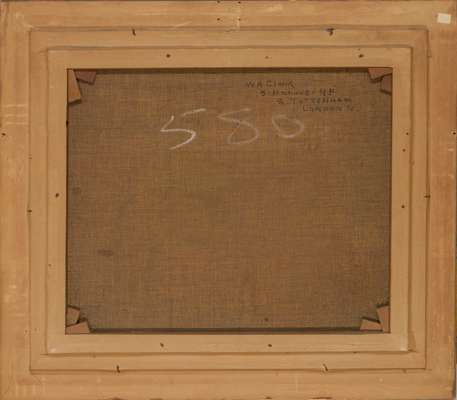 W A CLARK
S. TOTTENHAM
LONDON N.
580